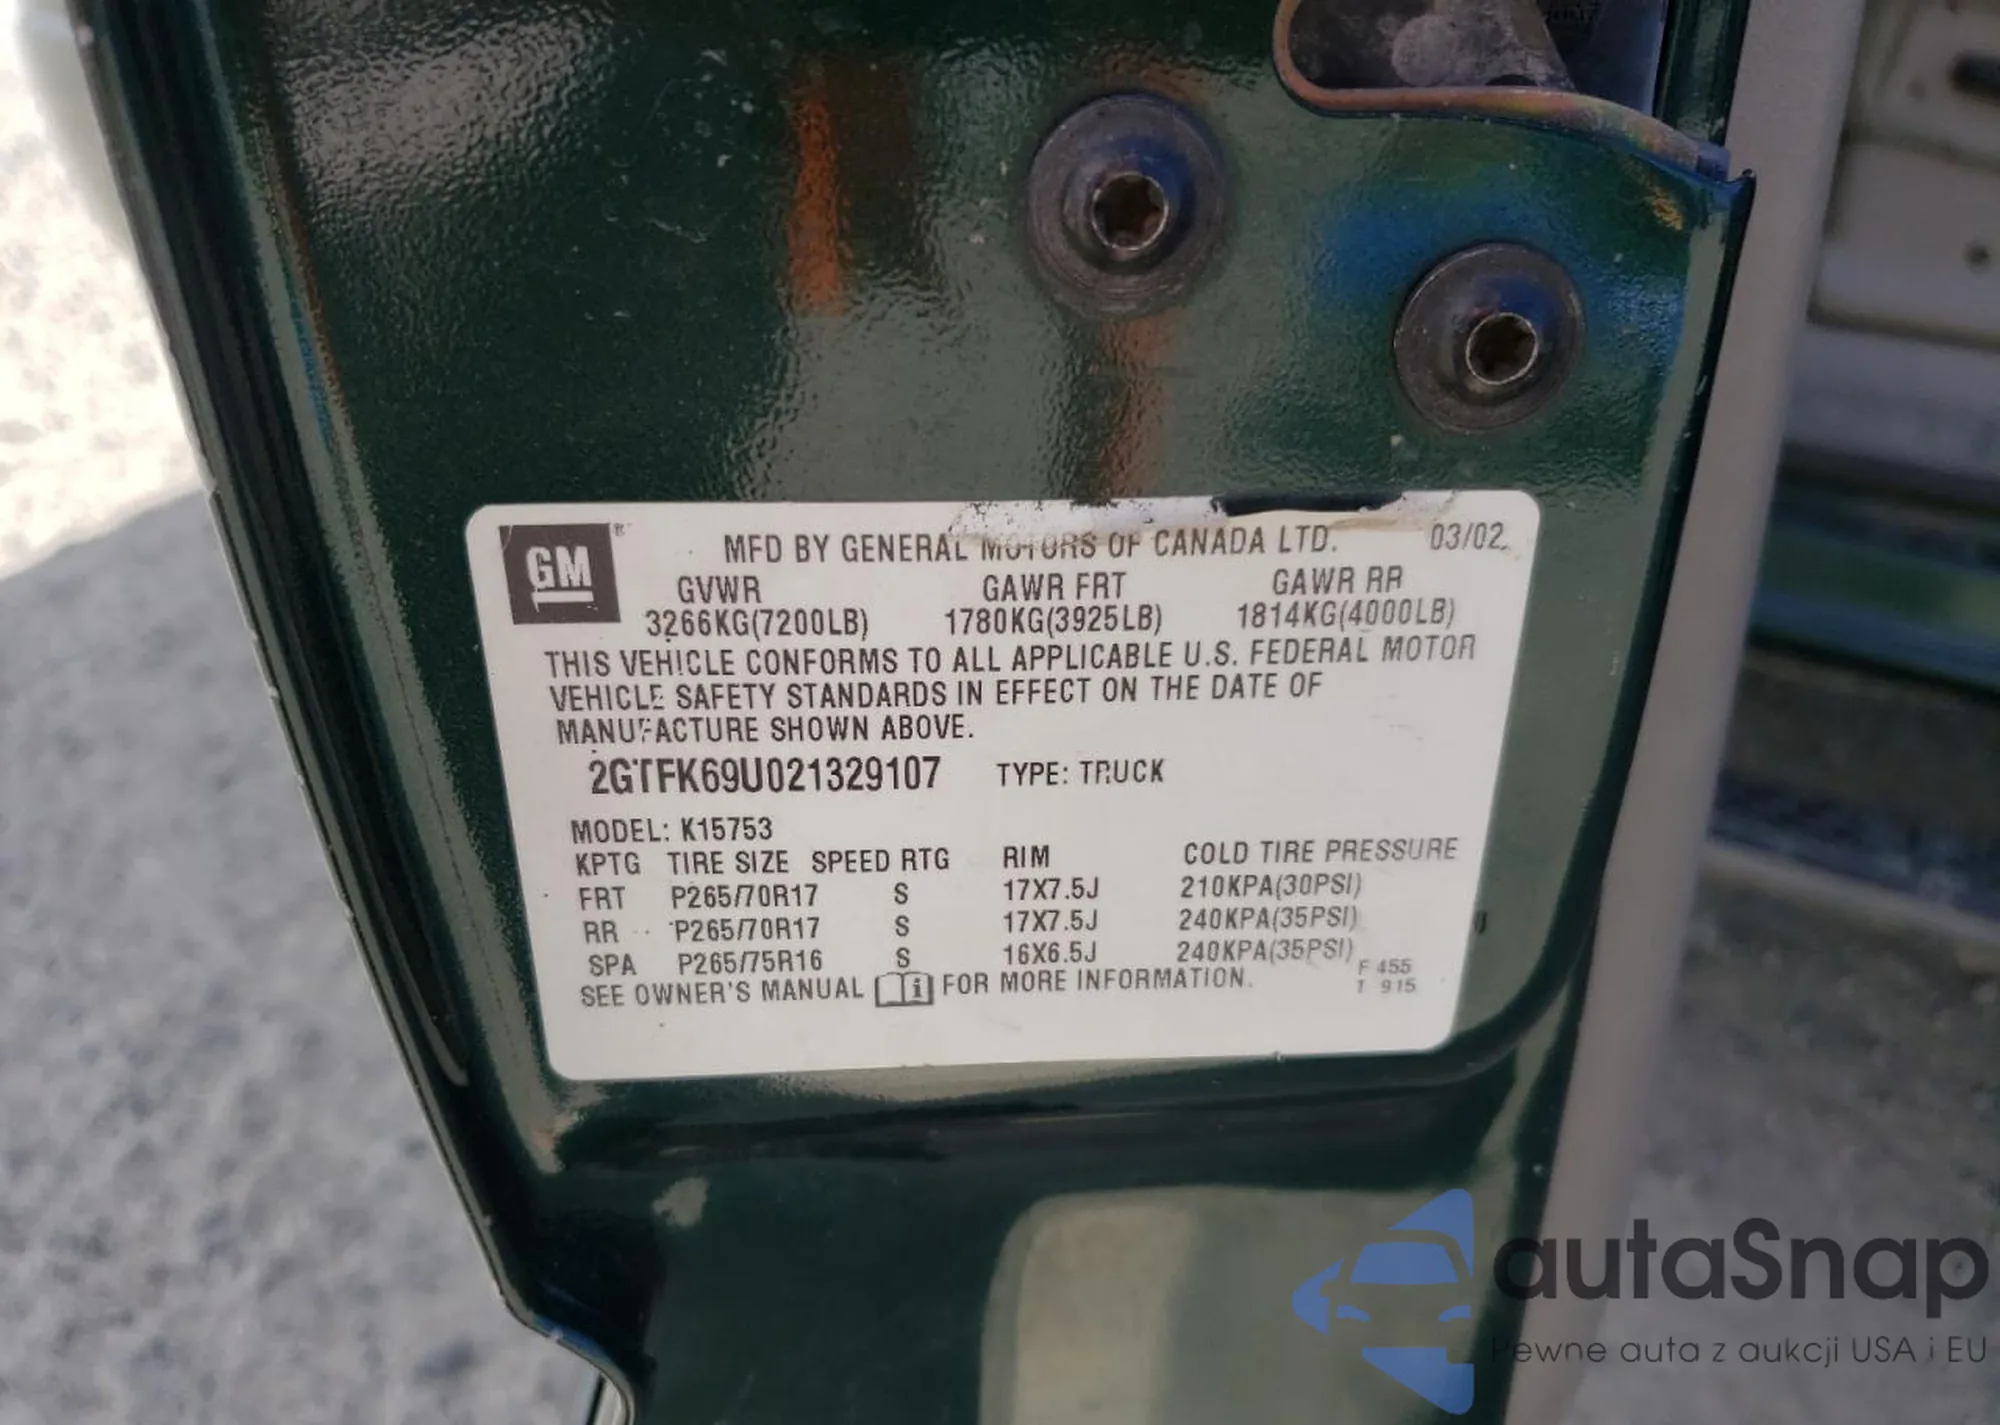 GM ®
MFD BY GENERAL MOTORS OF CANADA LTD. 03/02
GVWR GAWR FRT GAWR RR
3266KG(7200LB) 1780KG(3925LB) 1814KG(4000LB)
THIS VEHICLE CONFORMS TO ALL APPLICABLE U.S. FEDERAL MOTOR
VEHICLE SAFETY STANDARDS IN EFFECT ON THE DATE OF
MANUFACTURE SHOWN ABOVE.
2GTFK69U021329107 TYPE: TRUCK
MODEL: K15753
KPTG TIRE SIZE SPEED RTG RIM COLD TIRE PRESSURE
FRT P265/70R17 S 17X7.5J 210KPA(30PSI)
RR P265/70R17 S 17X7.5J 240KPA(35PSI)
SPA P265/75R16 S 16X6.5J 240KPA(35PSI)
F 455
SEE OWNER'S MANUAL i FOR MORE INFORMATION.
T 915
autaSnap
Pewne auta z aukcji USA i EU